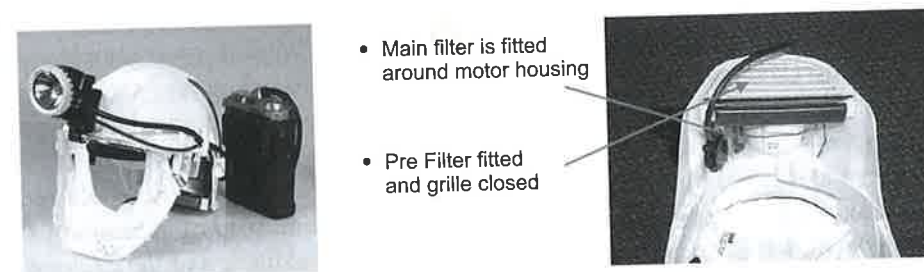 • Main filter is fitted
around motor housing
• Pre Filter fitted
and grille closed